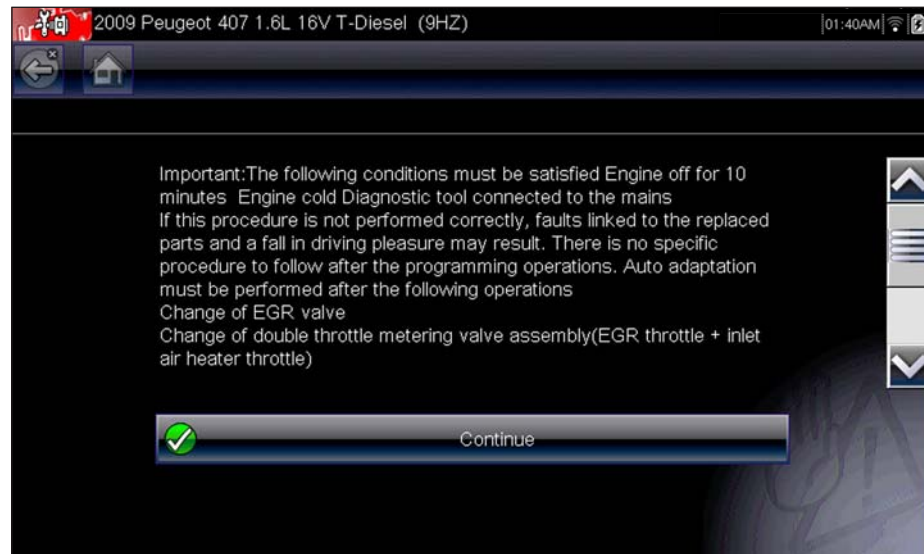 2009 Peugeot 407 1.6L 16V T-Diesel (9HZ)
01:40AM
Important:The following conditions must be satisfied Engine off for 10
minutes Engine cold Diagnostic tool connected to the mains
If this procedure is not performed correctly, faults linked to the replaced
parts and a fall in driving pleasure may result. There is no specific
procedure to follow after the programming operations. Auto adaptation
must be performed after the following operations
Change of EGR valve
Change of double throttle metering valve assembly(EGR throttle + inlet
air heater throttle)
Continue